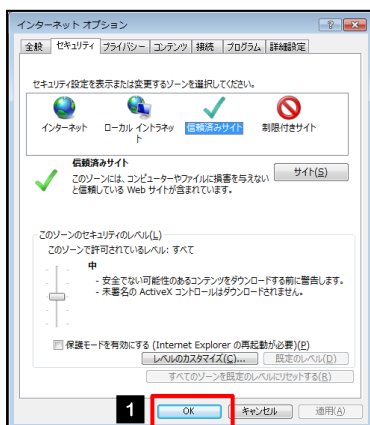 インターネット オプション
全般 セキュリティ プライバシー コンテンツ 接続 プログラム 詳細設定
セキュリティ設定を表示または変更するゾーンを選択してください。
インターネット ローカル イントラネッ 信頼済みサイト 制限付きサイト
ト
信頼済みサイト
このゾーンには、コンピューターやファイルに損害を与えない サイト(S)
と信頼している Web サイトが含まれています。
このゾーンのセキュリティのレベル(L)
このゾーンで許可されているレベル: すべて
中
- 安全でない可能性のあるコンテンツをダウンロードする前に警告します。
- 未署名の ActiveX コントロールはダウンロードされません。
保護モードを有効にする (Internet Explorer の再起動が必要)(P)
レベルのカスタマイズ(C)... 既定のレベル(D)
すべてのゾーンを既定のレベルにリセットする(R)
1 OK キャンセル 適用(A)